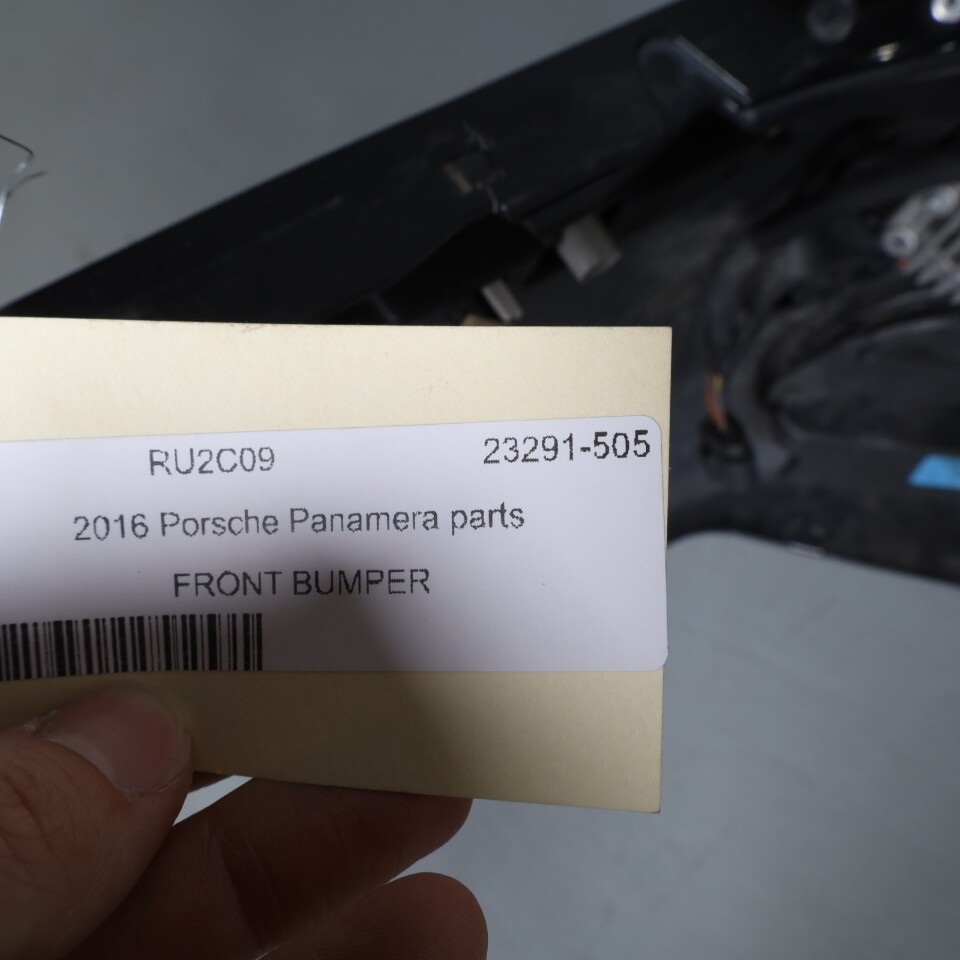 RU2C09 23291-505
2016 Porsche Panamera parts
FRONT BUMPER